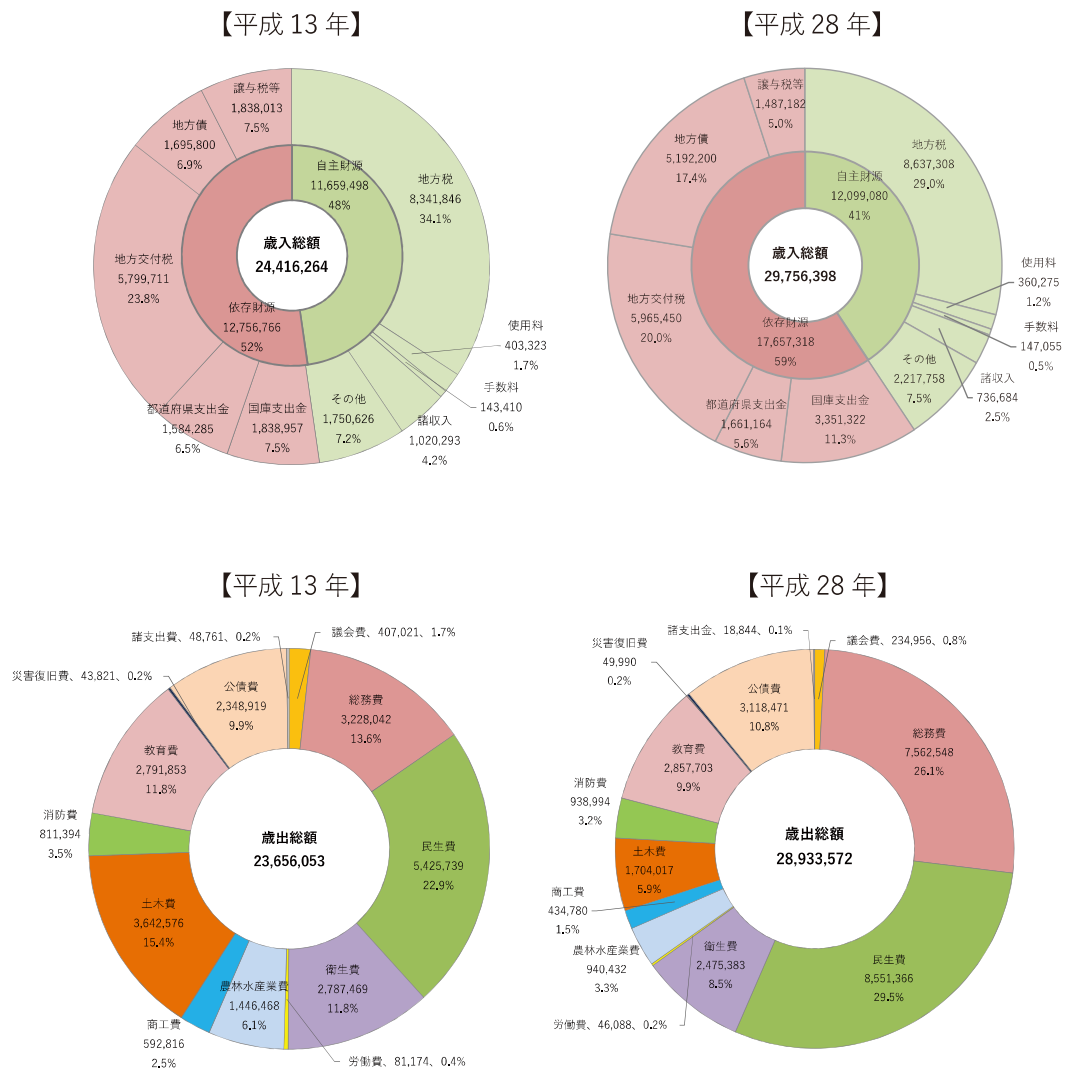 【平成 13 年】
譲与税等
1,838,013
7.5%
地方債
1,695,800
6.9%
地方交付税
5,799,711
23.8%
都道府県支出金
1,584,285
6.5%
国庫支出金
1,838,957
7.5%
その他
1,750,626
7.2%
諸収入
1,020,293
4.2%
手数料
143,410
0.6%
使用料
403,323
1.7%
地方税
8,341,846
34.1%
自主財源
11,659,498
48%
歳入総額
24,416,264
依存財源
12,756,766
52%
【平成 28 年】
譲与税等
1,487,182
5.0%
地方債
5,192,200
17.4%
地方交付税
5,965,450
20.0%
都道府県支出金
1,661,164
5.6%
国庫支出金
3,351,322
11.3%
その他
2,217,758
7.5%
諸収入
736,684
2.5%
手数料
147,055
0.5%
使用料
360,275
1.2%
地方税
8,637,308
29.0%
自主財源
12,099,080
41%
歳入総額
29,756,398
依存財源
17,657,318
59%
【平成 13 年】
諸支出費、48,761、0.2%
議会費、407,021、1.7%
災害復旧費、43,821、0.2%
公債費
2,348,919
9.9%
総務費
3,228,042
13.6%
教育費
2,791,853
11.8%
消防費
811,394
3.5%
歳出総額
23,656,053
民生費
5,425,739
22.9%
土木費
3,642,576
15.4%
商工費
592,816
2.5%
農林水産業費
1,446,468
6.1%
衛生費
2,787,469
11.8%
労働費、81,174、0.4%
【平成 28 年】
諸支出金、18,844、0.1%
議会費、234,956、0.8%
災害復旧費
49,990
0.2%
公債費
3,118,471
10.8%
総務費
7,562,548
26.1%
教育費
2,857,703
9.9%
消防費
938,994
3.2%
歳出総額
28,933,572
土木費
1,704,017
5.9%
商工費
434,780
1.5%
農林水産業費
940,432
3.3%
衛生費
2,475,383
8.5%
民生費
8,551,366
29.5%
労働費、46,088、0.2%